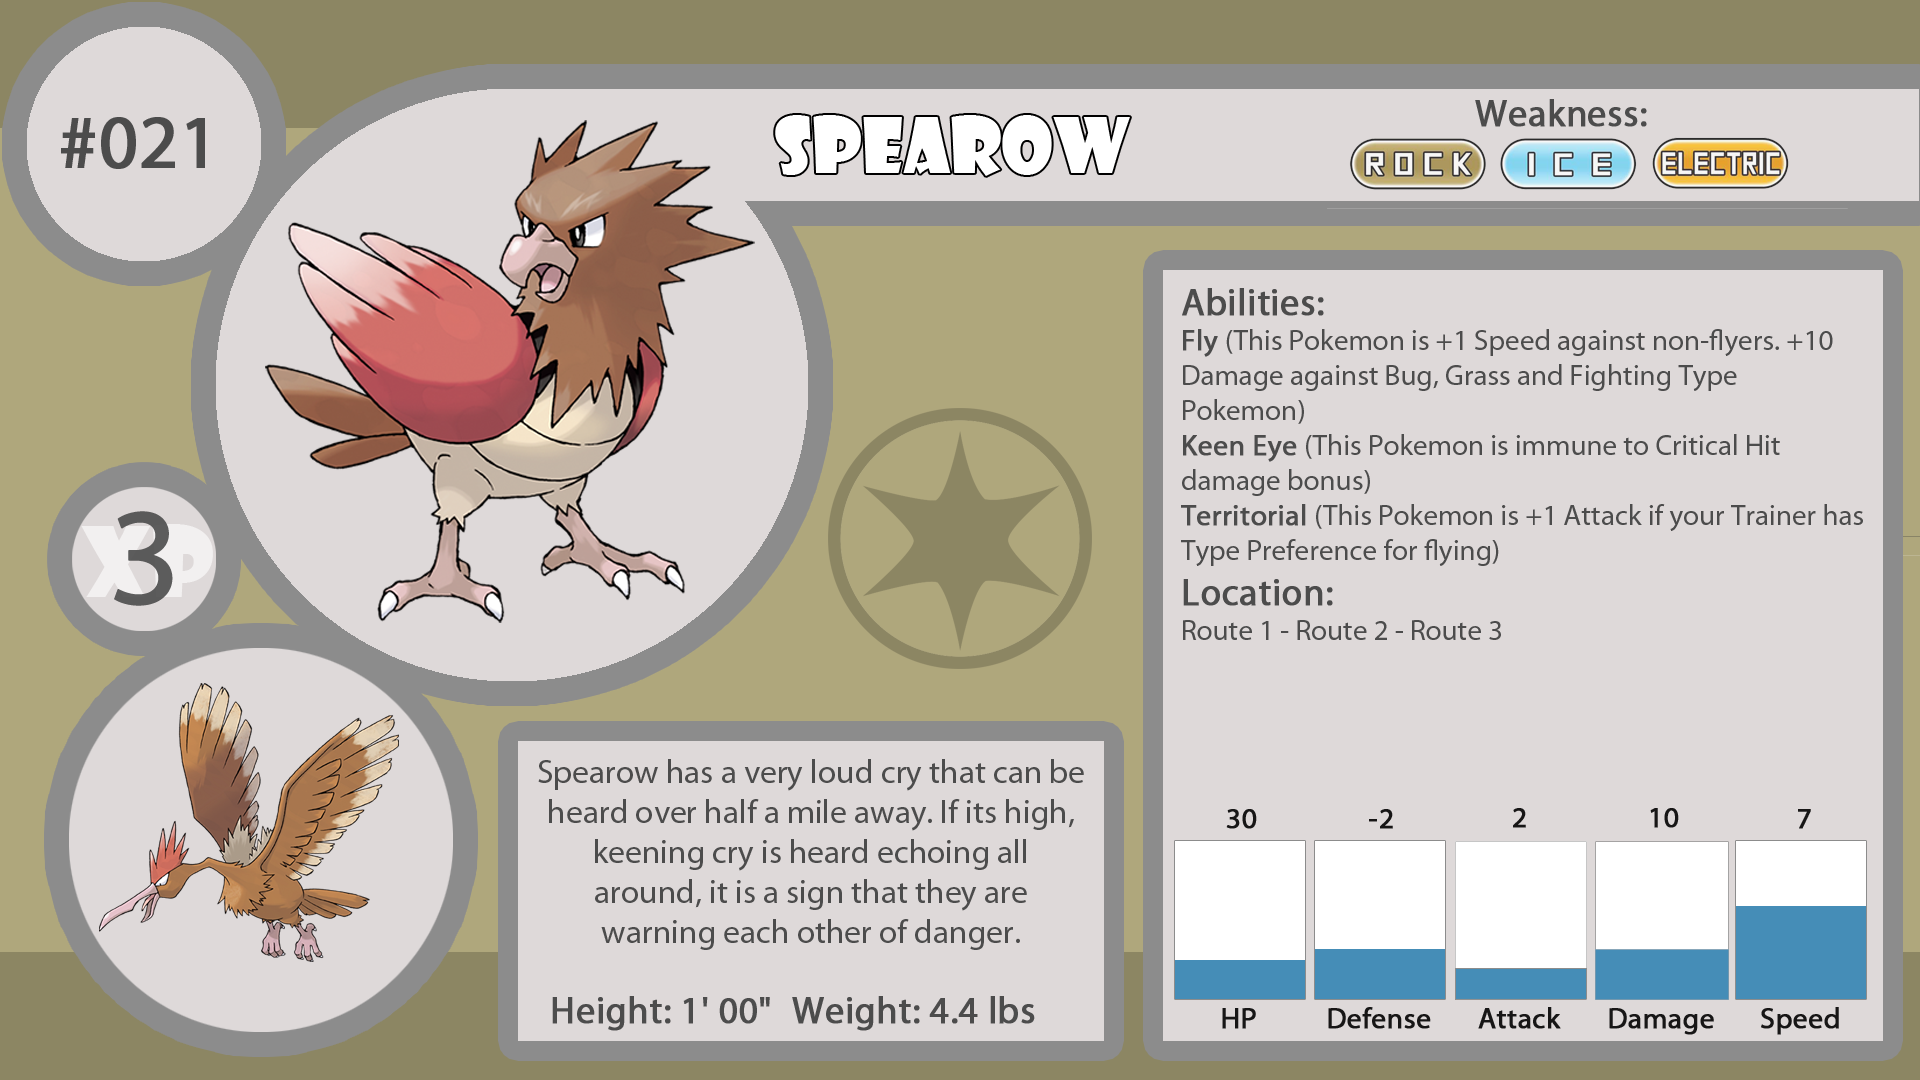 #021
SPEAROW
Weakness:
ROCK ICE ELECTRIC
XP
3
Abilities:
Fly (This Pokemon is +1 Speed against non-flyers. +10
Damage against Bug, Grass and Fighting Type
Pokemon)
Keen Eye (This Pokemon is immune to Critical Hit
damage bonus)
Territorial (This Pokemon is +1 Attack if your Trainer has
Type Preference for flying)
Location:
Route 1 - Route 2 - Route 3
Spearow has a very loud cry that can be
heard over half a mile away. If its high,
keening cry is heard echoing all
around, it is a sign that they are
warning each other of danger.
Height: 1' 00" Weight: 4.4 lbs
30 -2 2 10 7
HP Defense Attack Damage Speed